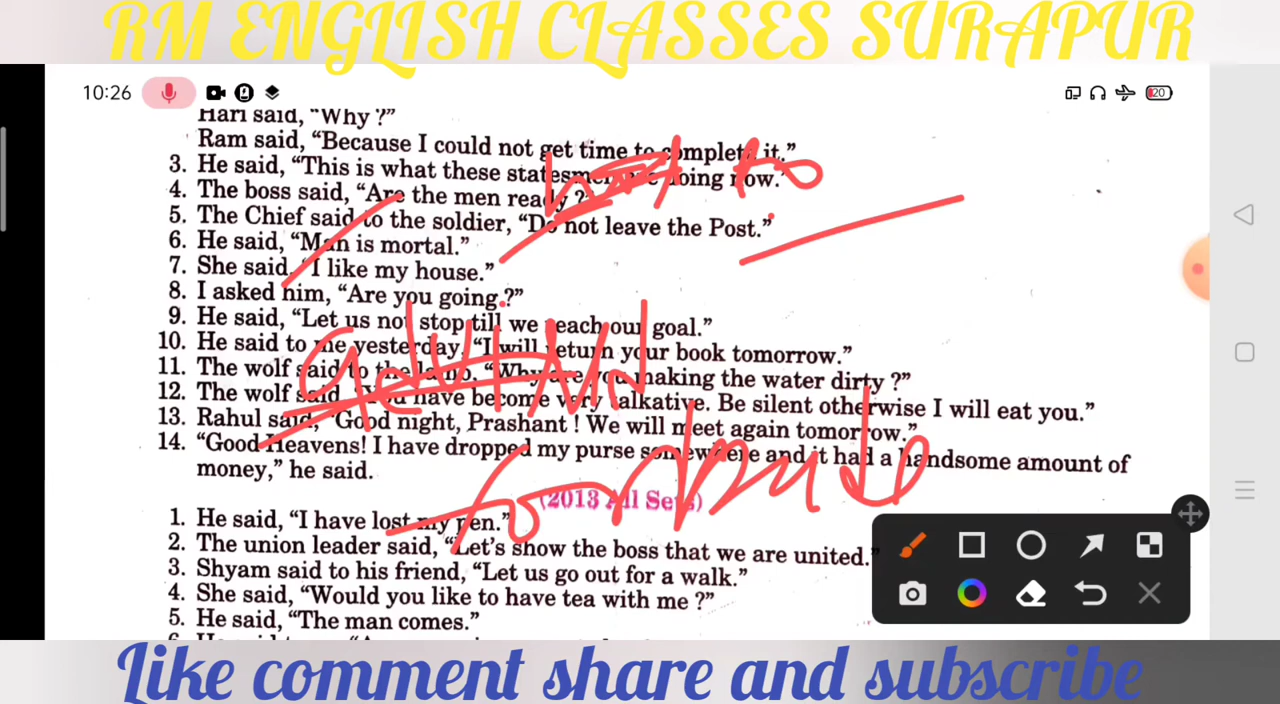 RM ENGLISH CLASSES SURAPUR
10:26
20
Hari said, "Why ?"
Ram said, "Because I could not get time to complete it."
3. He said, "This is what these statesmen are doing now."
4. The boss said, "Are the men ready ?"
not to
5. The Chief said to the soldier, "Do not leave the Post."
6. He said, "Man is mortal."
7. She said, "I like my house."
8. I asked him, "Are you going ?"
9. He said, "Let us not stop till we reach our goal."
10. He said to me yesterday, "I will return your book tomorrow."
11. The wolf said to the lamb, "Why are you making the water dirty ?"
12. The wolf said, "You have become very talkative. Be silent otherwise I will eat you."
13. Rahul said, "Good night, Prashant ! We will meet again tomorrow."
14. "Good Heavens! I have dropped my purse somewhere and it had a handsome amount of
money," he said.
(2013 All Sets)
1. He said, "I have lost my pen."
2. The union leader said, "Let's show the boss that we are united."
3. Shyam said to his friend, "Let us go out for a walk."
4. She said, "Would you like to have tea with me ?"
5. He said, "The man comes."
Like comment share and subscribe